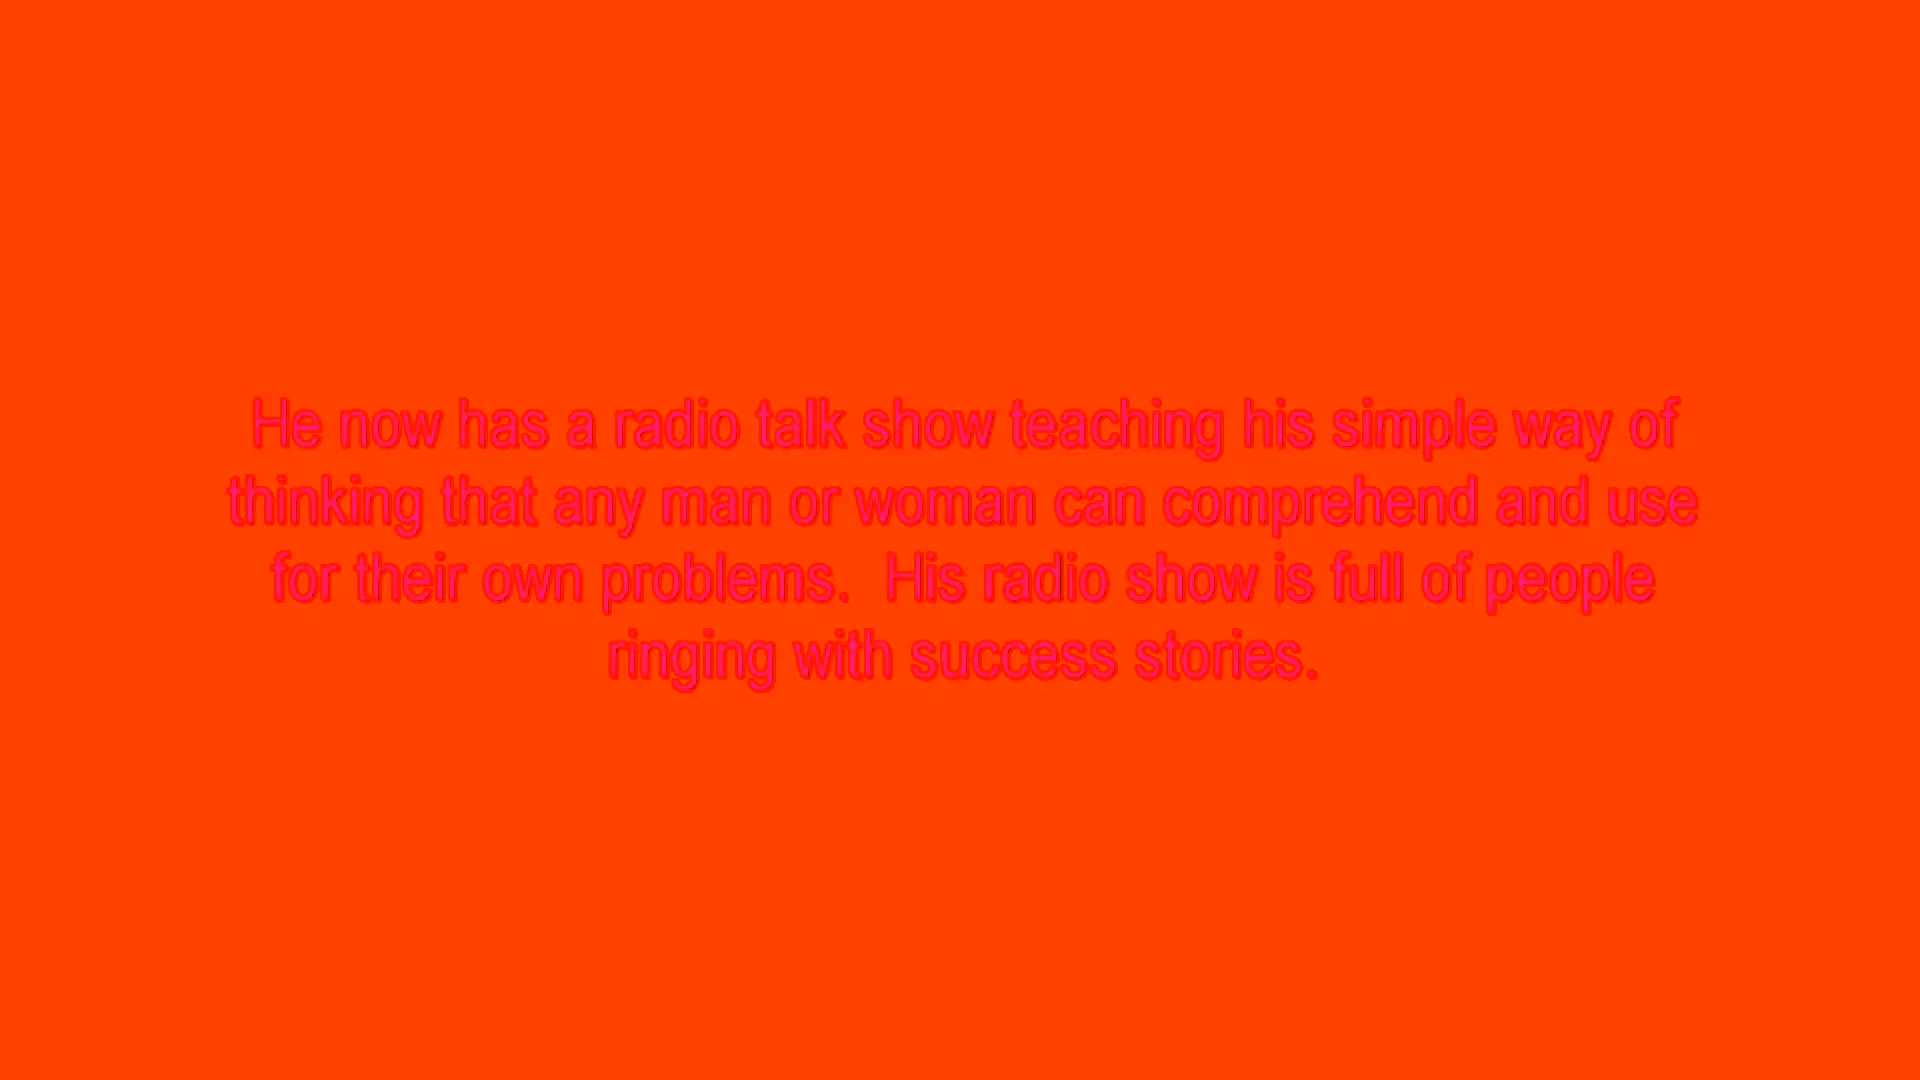 He now has a radio talk show teaching his simple way of
thinking that any man or woman can comprehend and use
for their own problems.  His radio show is full of people
ringing with success stories.